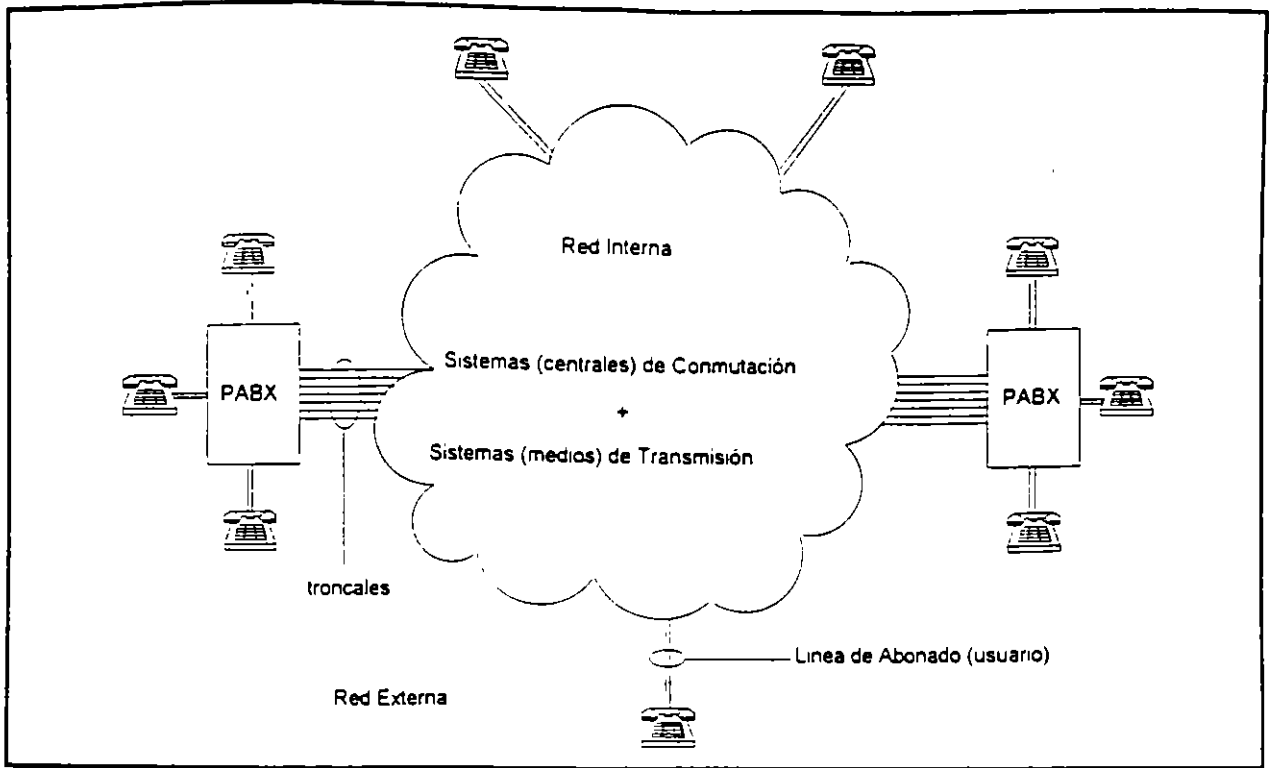 Red Interna
Sistemas (centrales) de Conmutación
PABX
PABX
+
Sistemas (medios) de Transmisión
troncales
Linea de Abonado (usuario)
Red Externa